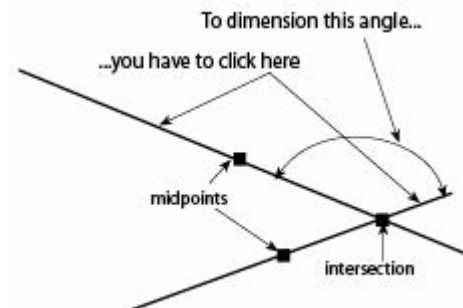 To dimension this angle...
...you have to click here
midpoints
intersection